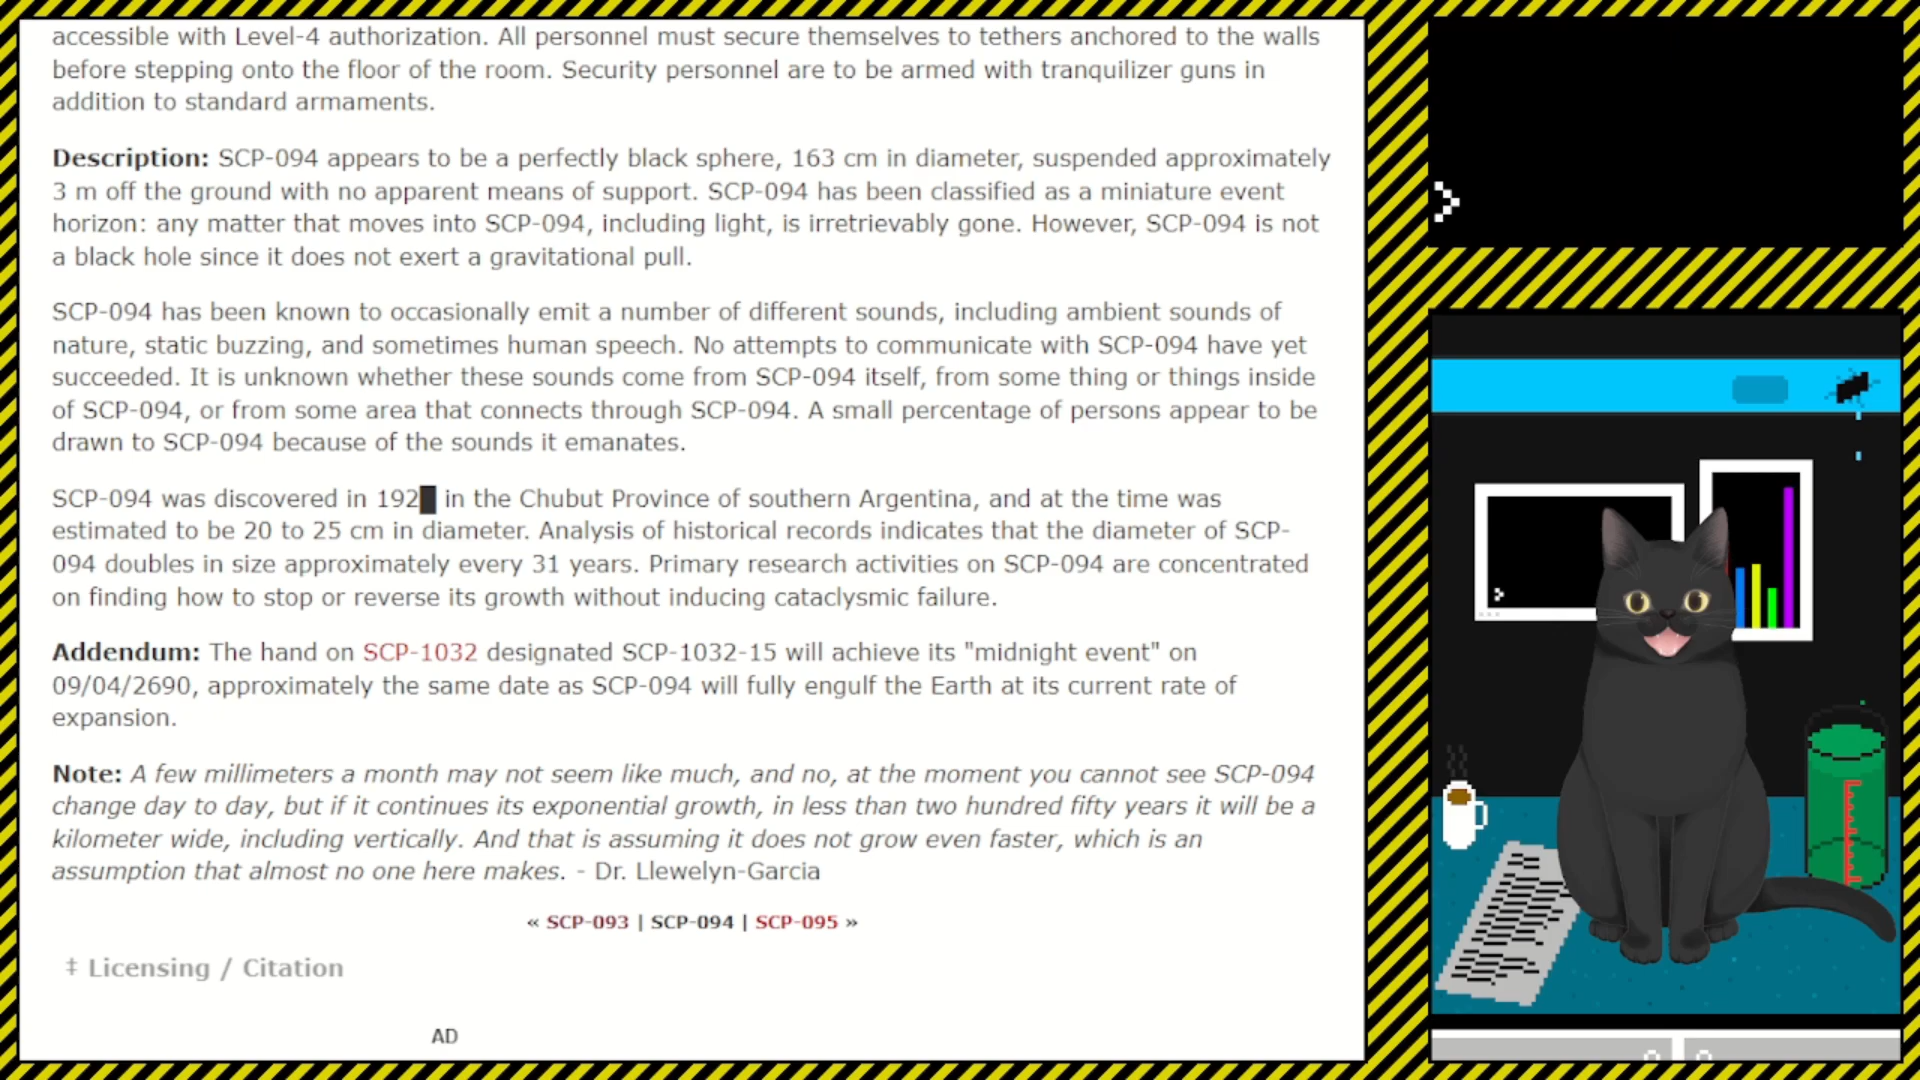 accessible with Level-4 authorization. All personnel must secure themselves to tethers anchored to the walls
before stepping onto the floor of the room. Security personnel are to be armed with tranquilizer guns in
addition to standard armaments.
Description: SCP-094 appears to be a perfectly black sphere, 163 cm in diameter, suspended approximately
3 m off the ground with no apparent means of support. SCP-094 has been classified as a miniature event
horizon: any matter that moves into SCP-094, including light, is irretrievably gone. However, SCP-094 is not
a black hole since it does not exert a gravitational pull.
SCP-094 has been known to occasionally emit a number of different sounds, including ambient sounds of
nature, static buzzing, and sometimes human speech. No attempts to communicate with SCP-094 have yet
succeeded. It is unknown whether these sounds come from SCP-094 itself, from some thing or things inside
of SCP-094, or from some area that connects through SCP-094. A small percentage of persons appear to be
drawn to SCP-094 because of the sounds it emanates.
SCP-094 was discovered in 192█ in the Chubut Province of southern Argentina, and at the time was
estimated to be 20 to 25 cm in diameter. Analysis of historical records indicates that the diameter of SCP-
094 doubles in size approximately every 31 years. Primary research activities on SCP-094 are concentrated
on finding how to stop or reverse its growth without inducing cataclysmic failure.
Addendum: The hand on SCP-1032 designated SCP-1032-15 will achieve its "midnight event" on
09/04/2690, approximately the same date as SCP-094 will fully engulf the Earth at its current rate of
expansion.
Note: A few millimeters a month may not seem like much, and no, at the moment you cannot see SCP-094
change day to day, but if it continues its exponential growth, in less than two hundred fifty years it will be a
kilometer wide, including vertically. And that is assuming it does not grow even faster, which is an
assumption that almost no one here makes. - Dr. Llewelyn-Garcia
« SCP-093 | SCP-094 | SCP-095 »
‡ Licensing / Citation
AD